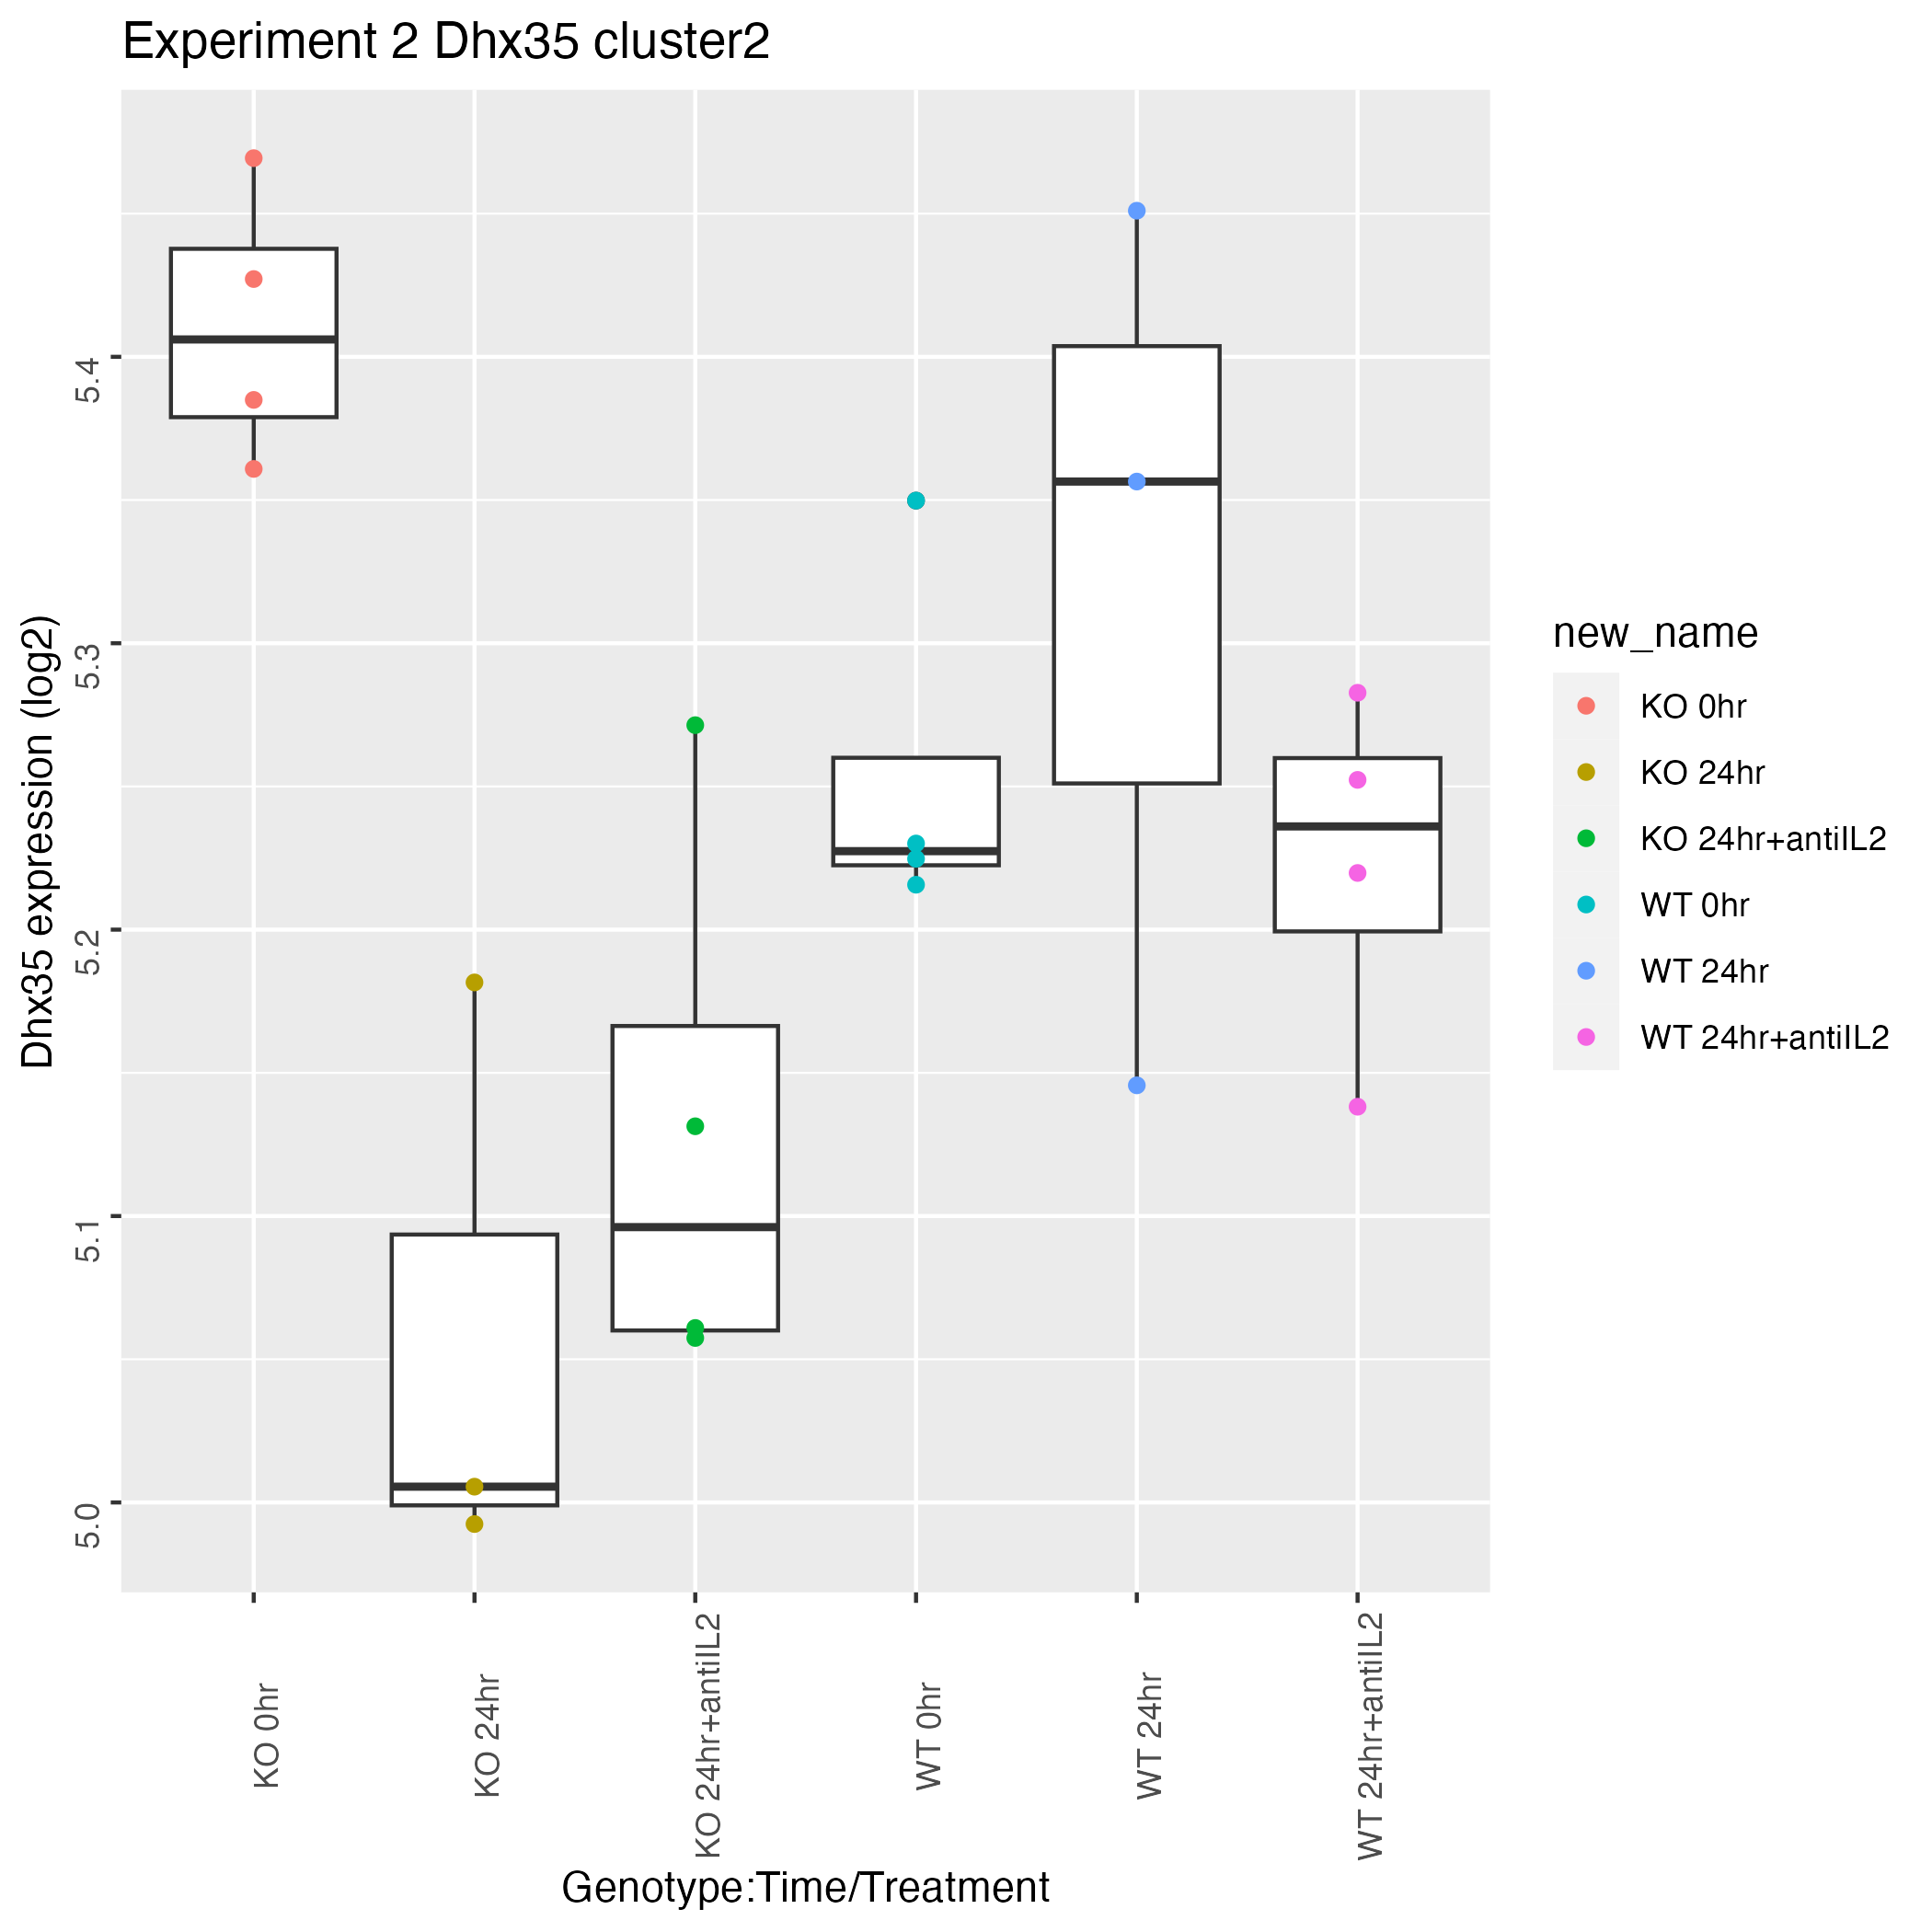 Experiment 2 Dhx35 cluster2
Dhx35 expression (log2)
5.4
5.3
5.2
5.1
5.0
KO 0hr
KO 24hr
KO 24hr+antiIL2
WT 0hr
WT 24hr
WT 24hr+antiIL2
Genotype:Time/Treatment
new_name
KO 0hr
KO 24hr
KO 24hr+antiIL2
WT 0hr
WT 24hr
WT 24hr+antiIL2